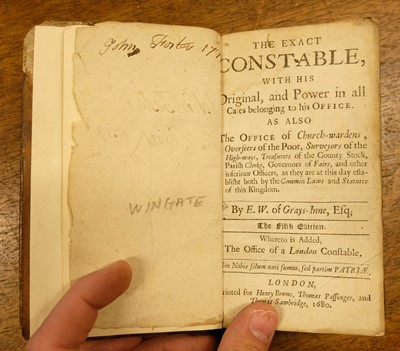 John Forbs 17
WINGATE
THE EXACT
CONSTABLE,
WITH HIS
Original, and Power in all
Cases belonging to his OFFICE.
AS ALSO
The OFFICE of Church-wardens,
Overseers of the Poor, Surveyors of the
High-ways, Treasurers of the County Stock,
Parish Clerks, Governors of Fairs, and other
inferiour Officers, as they are at this day esta-
blisht both by the Common Laws and Statutes
of this Kingdom.
By E. W. of Grays-Inne, Esq;
The Fifth Edition.
Whereto is Added,
The Office of a London Constable,
Non Nobis solum nati sumus, sed partim PATRIÆ,
LONDON,
Printed for Henry Brome, Thomas Passenger, and
Thomas Sawbridge, 1680.